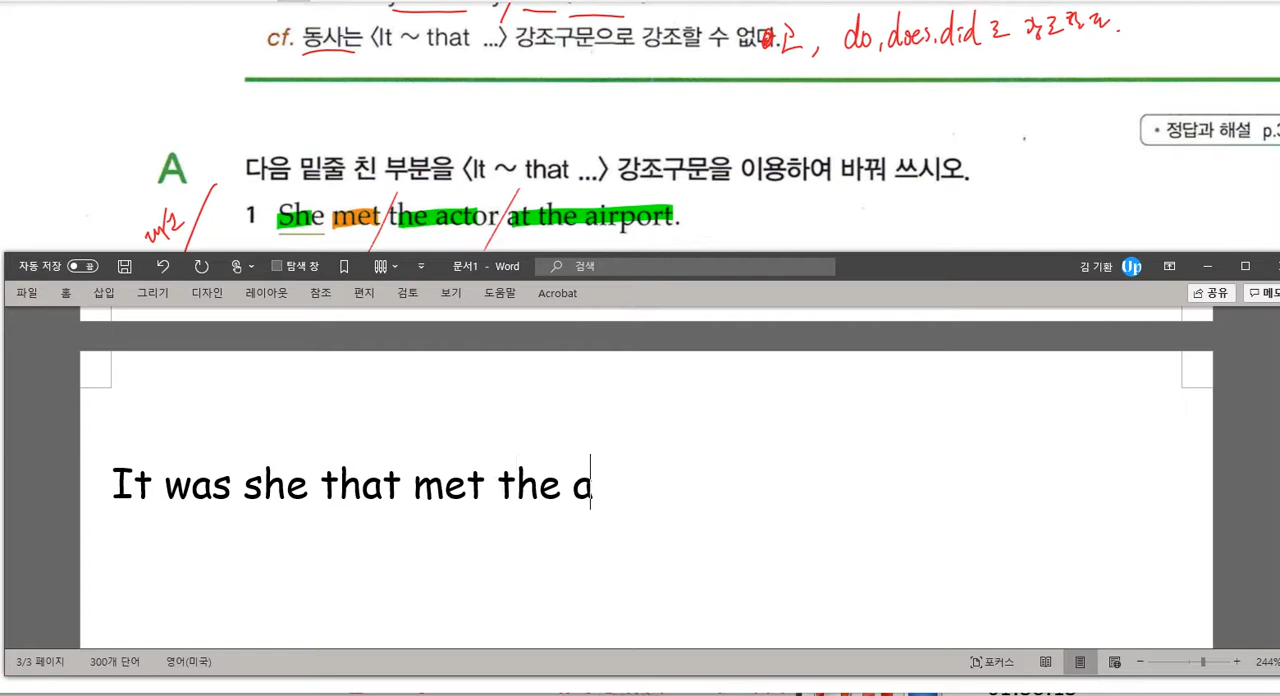 cf. 동사는 〈It ~ that ...〉 강조구문으로 강조할 수 없다.고, do, does, did로
• 정답과 해설 p.3
A 다음 밑줄 친 부분을 〈It ~ that ...〉 강조구문을 이용하여 바꿔 쓰시오.
1 She met the actor at the airport.
자동 저장 문서1 - Word 검색 김 기환 Up
탐색 창
파일 홈 삽입 그리기 디자인 레이아웃 참조 편지 검토 보기 도움말 Acrobat 공유 메모
It was she that met the a
3/3 페이지 300개 단어 영어(미국) 포커스 244%